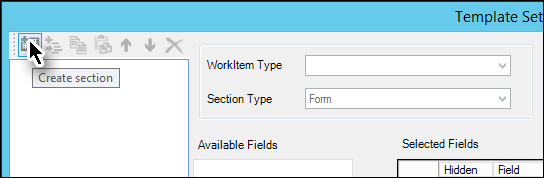 Template Set
Create section
WorkItem Type
Section Type
Form
Available Fields
Selected Fields
Hidden
Field